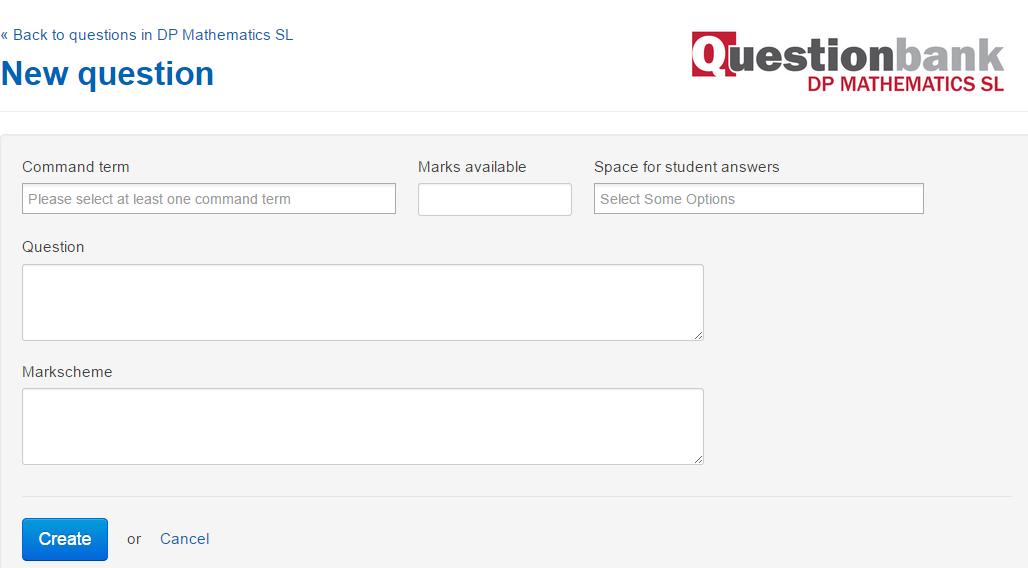 « Back to questions in DP Mathematics SL
New question
Questionbank
DP MATHEMATICS SL
Command term
Marks available
Space for student answers
Please select at least one command term
Select Some Options
Question
Markscheme
Create
or
Cancel